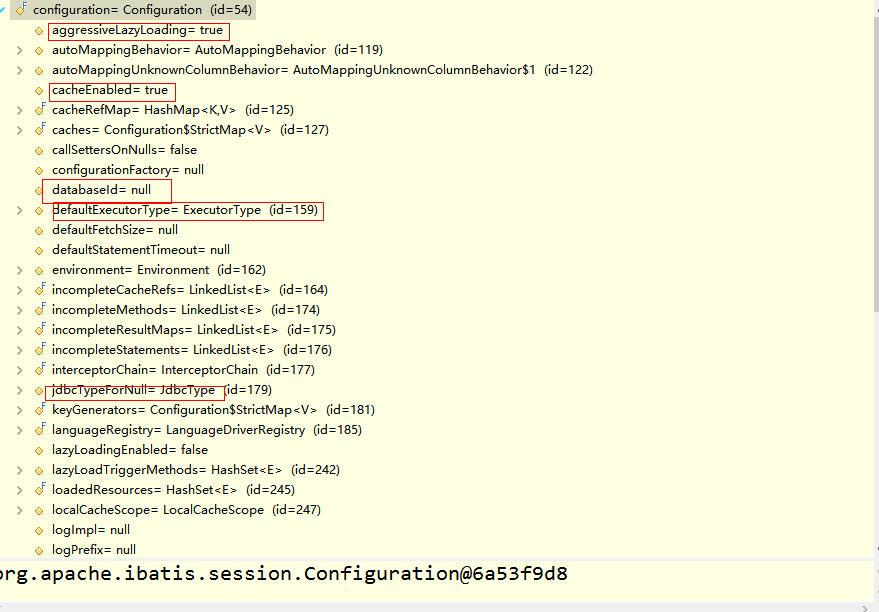 configuration= Configuration (id=54)
aggressiveLazyLoading= true
autoMappingBehavior= AutoMappingBehavior (id=119)
autoMappingUnknownColumnBehavior= AutoMappingUnknownColumnBehavior$1 (id=122)
cacheEnabled= true
cacheRefMap= HashMap<K,V> (id=125)
caches= Configuration$StrictMap<V> (id=127)
callSettersOnNulls= false
configurationFactory= null
databaseId= null
defaultExecutorType= ExecutorType (id=159)
defaultFetchSize= null
defaultStatementTimeout= null
environment= Environment (id=162)
incompleteCacheRefs= LinkedList<E> (id=164)
incompleteMethods= LinkedList<E> (id=174)
incompleteResultMaps= LinkedList<E> (id=175)
incompleteStatements= LinkedList<E> (id=176)
interceptorChain= InterceptorChain (id=177)
jdbcTypeForNull= JdbcType (id=179)
keyGenerators= Configuration$StrictMap<V> (id=181)
languageRegistry= LanguageDriverRegistry (id=185)
lazyLoadingEnabled= false
lazyLoadTriggerMethods= HashSet<E> (id=242)
loadedResources= HashSet<E> (id=245)
localCacheScope= LocalCacheScope (id=247)
logImpl= null
logPrefix= null
org.apache.ibatis.session.Configuration@6a53f9d8